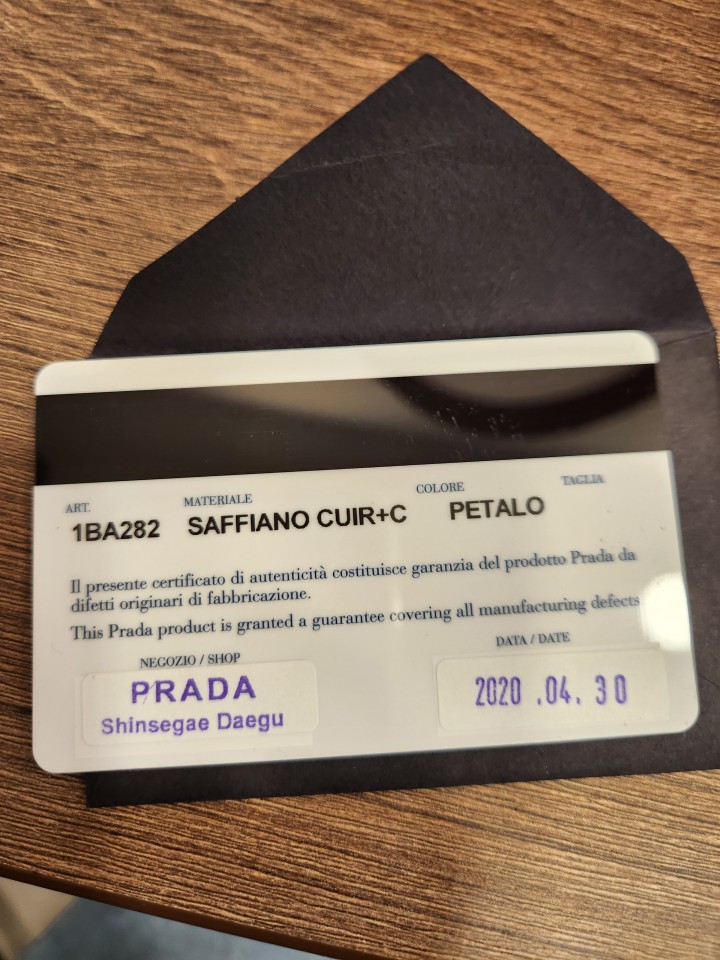 ART. MATERIALE COLORE TAGLIA
1BA282 SAFFIANO CUIR+C PETALO
Il presente certificato di autenticità costituisce garanzia del prodotto Prada da
difetti originari di fabbricazione.
This Prada product is granted a guarantee covering all manufacturing defects
NEGOZIO / SHOP
PRADA
Shinsegae Daegu
DATA / DATE
2020 .04. 30